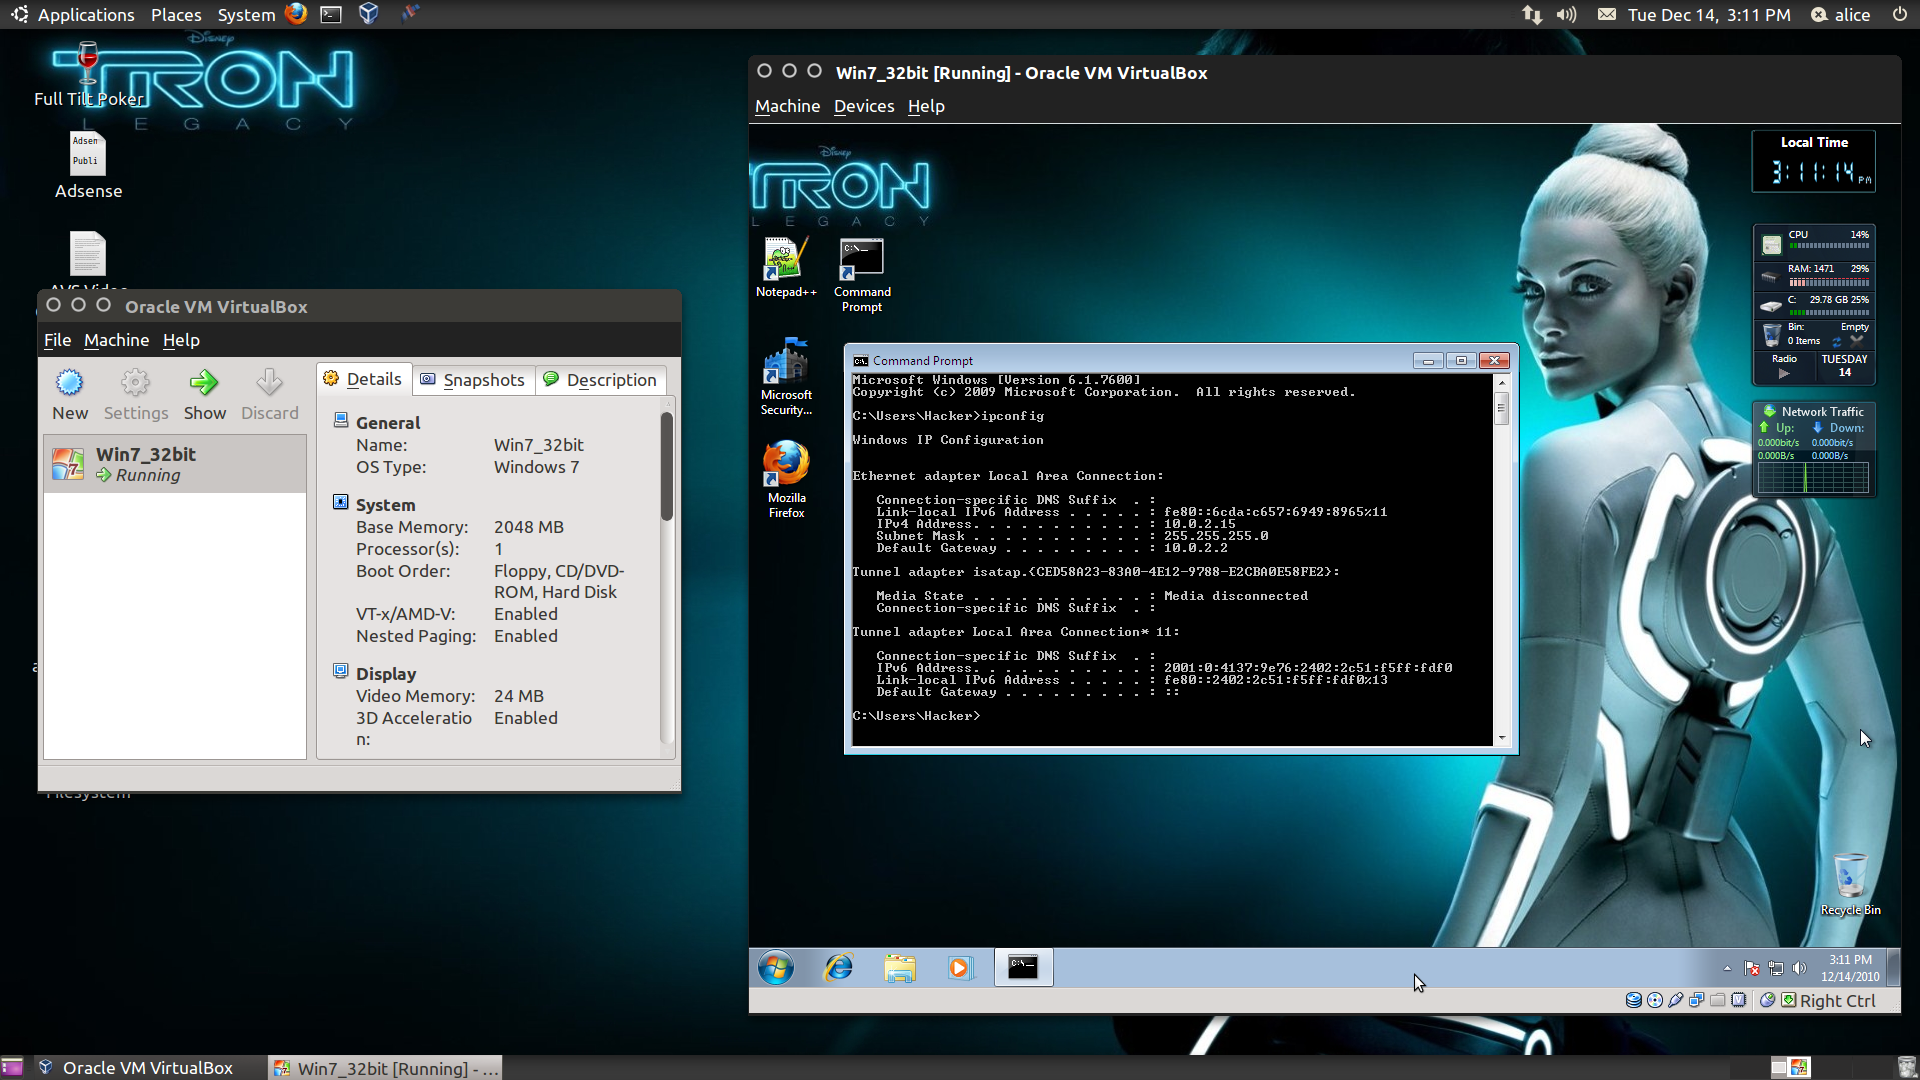 Applications Places System
Tue Dec 14, 3:11 PM alice
Disney
TRON
LEGACY
Full Tilt Poker
Adsen
Publi
Adsense
Oracle VM VirtualBox
File Machine Help
New Settings Show Discard
Win7_32bit
Running
Details Snapshots Description
General
Name: Win7_32bit
OS Type: Windows 7
System
Base Memory: 2048 MB
Processor(s): 1
Boot Order: Floppy, CD/DVD-
ROM, Hard Disk
VT-x/AMD-V: Enabled
Nested Paging: Enabled
Display
Video Memory: 24 MB
3D Acceleratio Enabled
n:
Filesystem
Win7_32bit [Running] - Oracle VM VirtualBox
Machine Devices Help
Disney
TRON
LEGACY
Notepad++
Command
Prompt
Microsoft
Security...
Mozilla
Firefox
Command Prompt
Microsoft Windows [Version 6.1.7600]
Copyright (c) 2009 Microsoft Corporation.  All rights reserved.
C:\Users\Hacker>ipconfig
Windows IP Configuration
Ethernet adapter Local Area Connection:
Connection-specific DNS Suffix  . :
Link-local IPv6 Address . . . . . : fe80::6cda:c657:6949:8965%11
IPv4 Address. . . . . . . . . . . : 10.0.2.15
Subnet Mask . . . . . . . . . . . : 255.255.255.0
Default Gateway . . . . . . . . . : 10.0.2.2
Tunnel adapter isatap.{CED58A23-83A0-4E12-9788-E2CBA0E58FE2}:
Media State . . . . . . . . . . . : Media disconnected
Connection-specific DNS Suffix  . :
Tunnel adapter Local Area Connection* 11:
Connection-specific DNS Suffix  . :
IPv6 Address. . . . . . . . . . . : 2001:0:4137:9e76:2402:2c51:f5ff:fdf0
Link-local IPv6 Address . . . . . : fe80::2402:2c51:f5ff:fdf0%13
Default Gateway . . . . . . . . . : ::
C:\Users\Hacker>
Local Time
3:11:14 PM
CPU 14%
RAM: 1471 29%
C: 29.78 GB 25%
Bin: Empty
0 Items
Radio TUESDAY
14
Network Traffic
Up: Down:
0.000bit/s 0.000bit/s
0.000B/s 0.000B/s
Recycle Bin
3:11 PM
12/14/2010
Right Ctrl
Oracle VM VirtualBox
Win7_32bit [Running] - ...